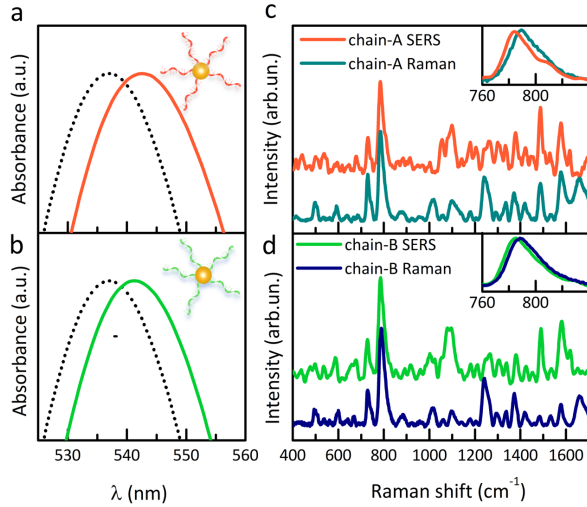 a
Absorbance (a.u.)
b
Absorbance (a.u.)
530 540 550 560
λ (nm)
c
chain-A SERS
chain-A Raman
760 800
Intensity (arb.un.)
d
chain-B SERS
chain-B Raman
760 800
Intensity (arb.un.)
400 600 800 1000 1200 1400 1600
Raman shift (cm⁻¹)